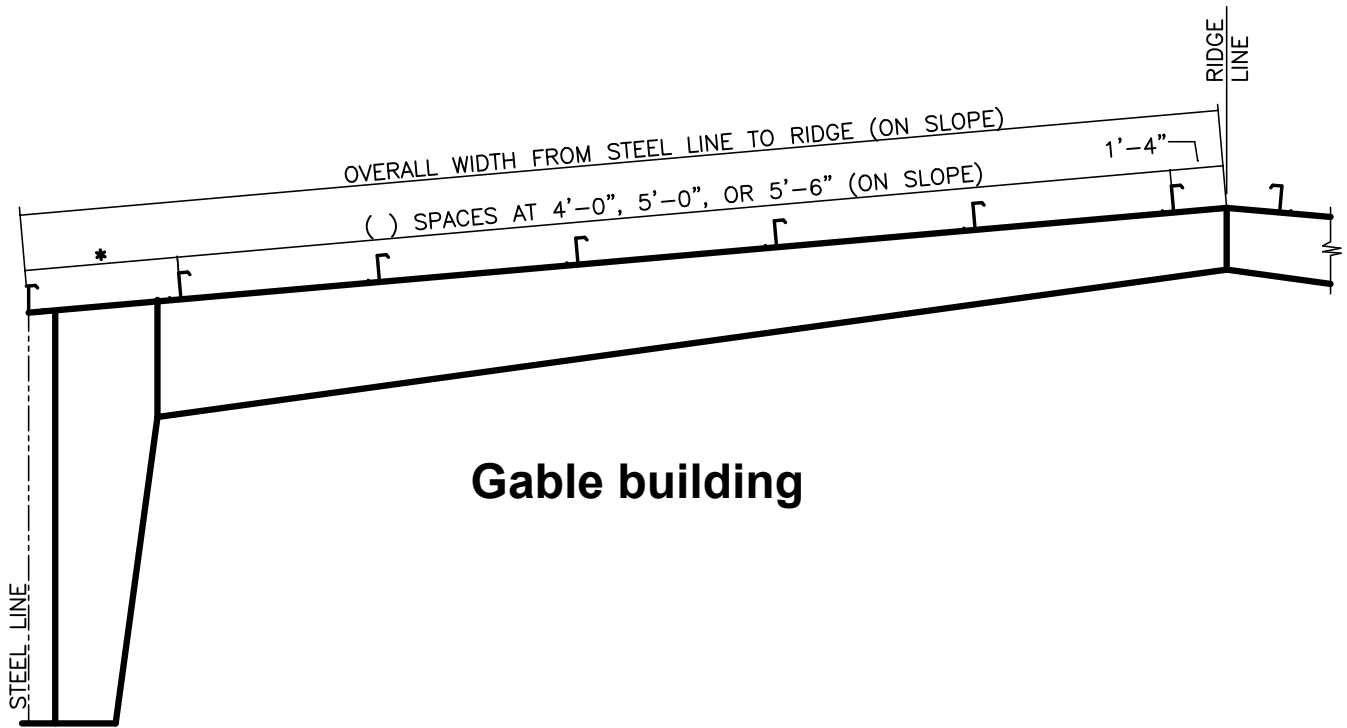 RIDGE
LINE
OVERALL WIDTH FROM STEEL LINE TO RIDGE (ON SLOPE)
1'-4"
( ) SPACES AT 4'-0", 5'-0", OR 5'-6" (ON SLOPE)
*
Gable building
STEEL LINE